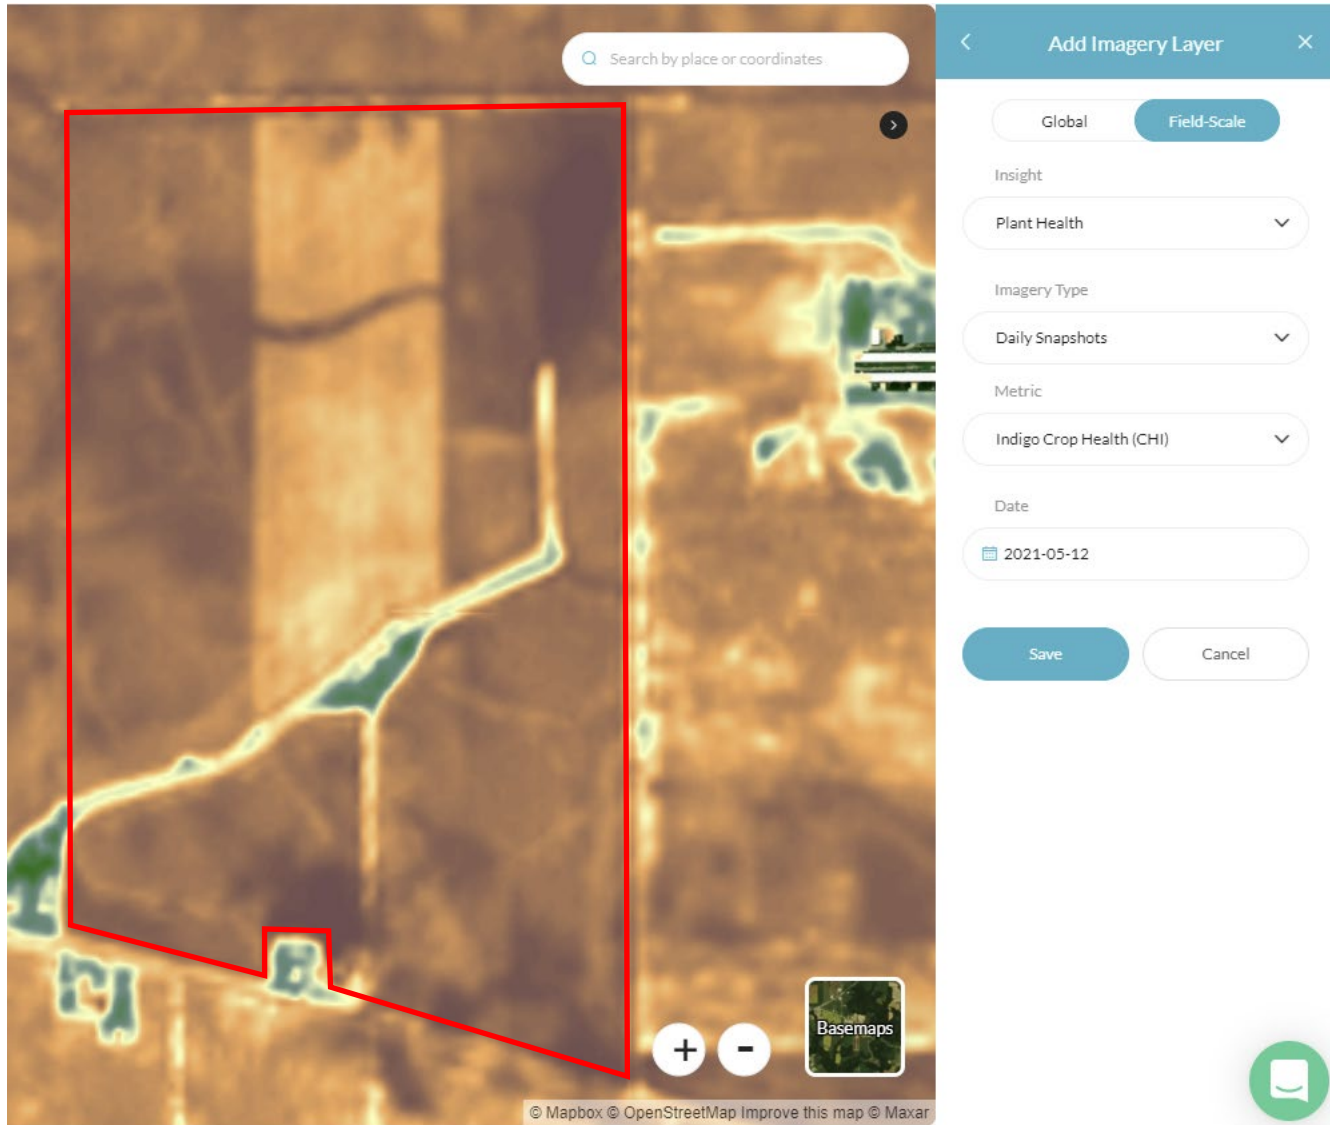 Search by place or coordinates
Add Imagery Layer
Global
Field-Scale
Insight
Plant Health
Imagery Type
Daily Snapshots
Metric
Indigo Crop Health (CHI)
Date
2021-05-12
Save
Cancel
Basemaps
+
-
© Mapbox © OpenStreetMap Improve this map © Maxar